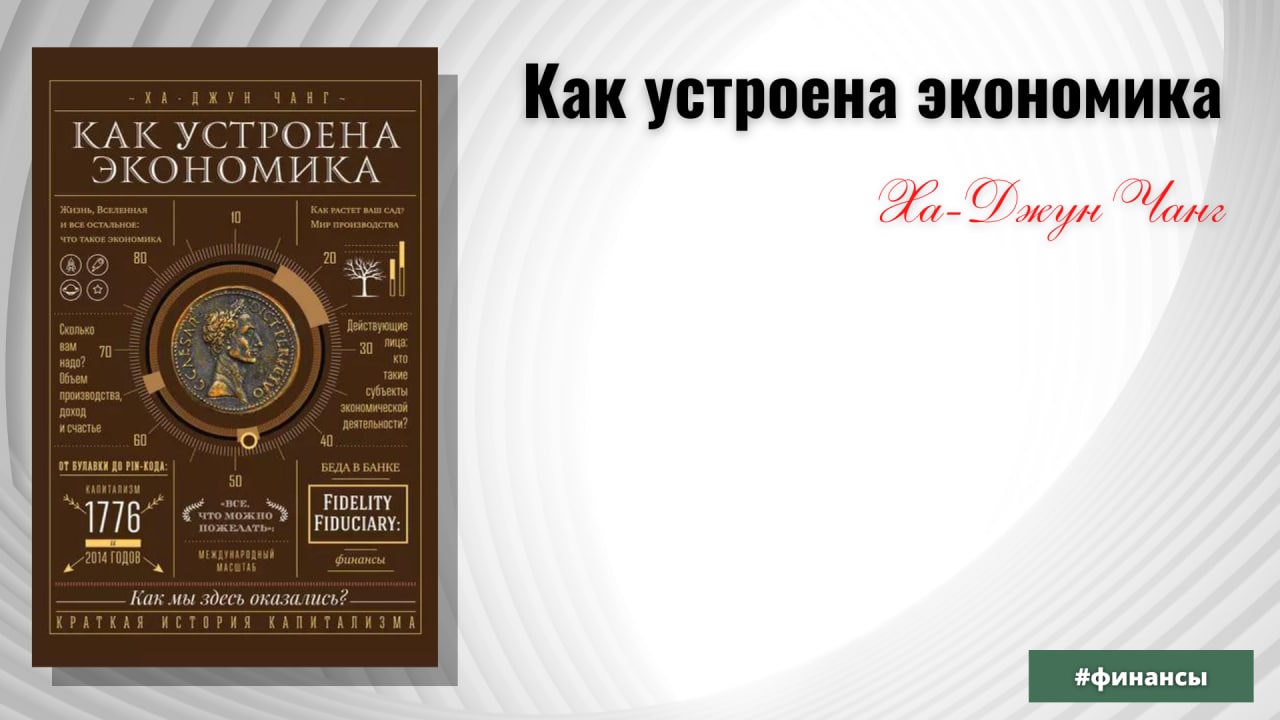 ~ХА-ДЖУН ЧАНГ~
КАК УСТРОЕНА
ЭКОНОМИКА
Жизнь, Вселенная
и все остальное:
что такое экономика
10
Как растет ваш сад?
Мир производства
80
20
Сколько
вам
надо?
Объем
производства,
доход
и счастье
70
C CAESAR DICT PERPETVO
30
Действующие
лица:
кто
такие
субъекты
экономической
деятельности?
60
40
50
ОТ БУЛАВКИ ДО PIN-КОДА:
КАПИТАЛИЗМ
1776
и
2014 ГОДОВ
«ВСЕ,
ЧТО МОЖНО
ПОЖЕЛАТЬ»:
МЕЖДУНАРОДНЫЙ
МАСШТАБ
БЕДА В БАНКЕ
FIDELITY
FIDUCIARY:
финансы
Как мы здесь оказались?
КРАТКАЯ ИСТОРИЯ КАПИТАЛИЗМА
Как устроена экономика
Ха-Джун Чанг
#финансы